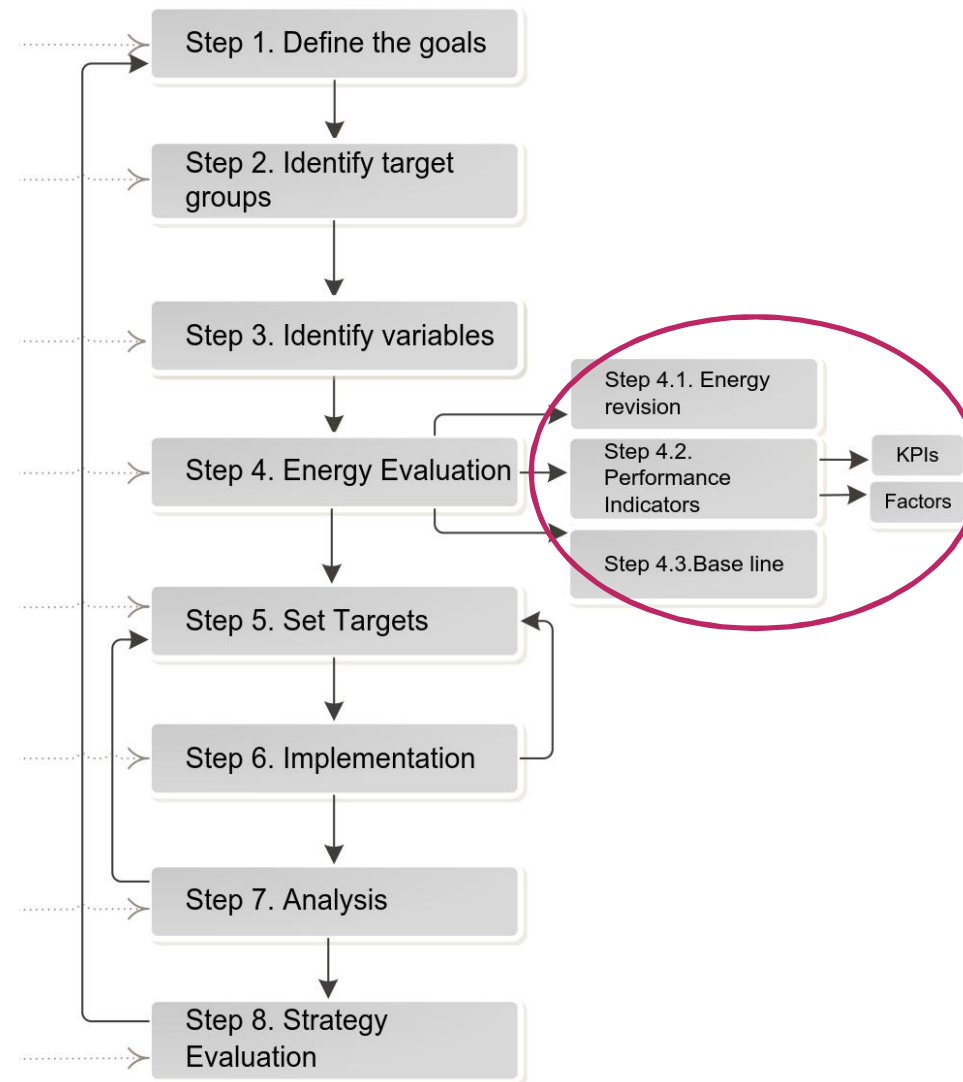 Step 1. Define the goals
Step 2. Identify target
groups
Step 3. Identify variables
Step 4. Energy Evaluation
Step 4.1. Energy
revision
Step 4.2.
Performance
Indicators
KPIs
Factors
Step 4.3.Base line
Step 5. Set Targets
Step 6. Implementation
Step 7. Analysis
Step 8. Strategy
Evaluation